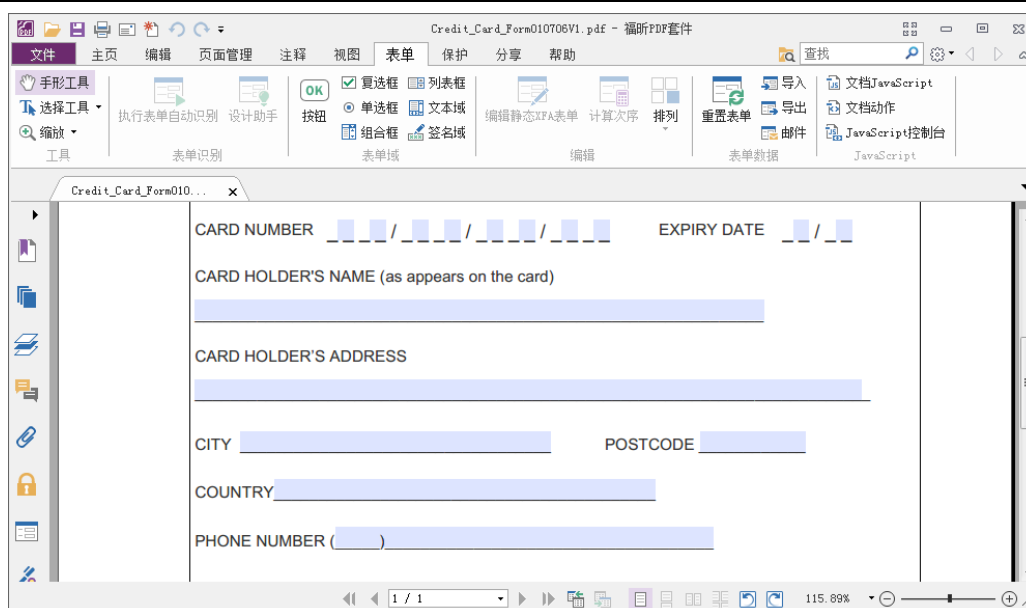 Credit_Card_Form010706V1.pdf - 福昕PDF套件
文件 主页 编辑 页面管理 注释 视图 表单 保护 分享 帮助 查找
手形工具
选择工具
缩放
工具
执行表单自动识别 设计助手
表单识别
OK
按钮
复选框 列表框
单选框 文本域
组合框 签名域
表单域
编辑静态XFA表单 计算次序 排列
编辑
重置表单
导入
导出
邮件
表单数据
文档JavaScript
文档动作
JavaScript控制台
JavaScript
Credit_Card_Form010... x
CARD NUMBER _ _ _ _ / _ _ _ _ / _ _ _ _ / _ _ _ _ EXPIRY DATE _ _ / _ _
CARD HOLDER'S NAME (as appears on the card)
CARD HOLDER'S ADDRESS
CITY POSTCODE
COUNTRY
PHONE NUMBER ( )
1 / 1 115.89%